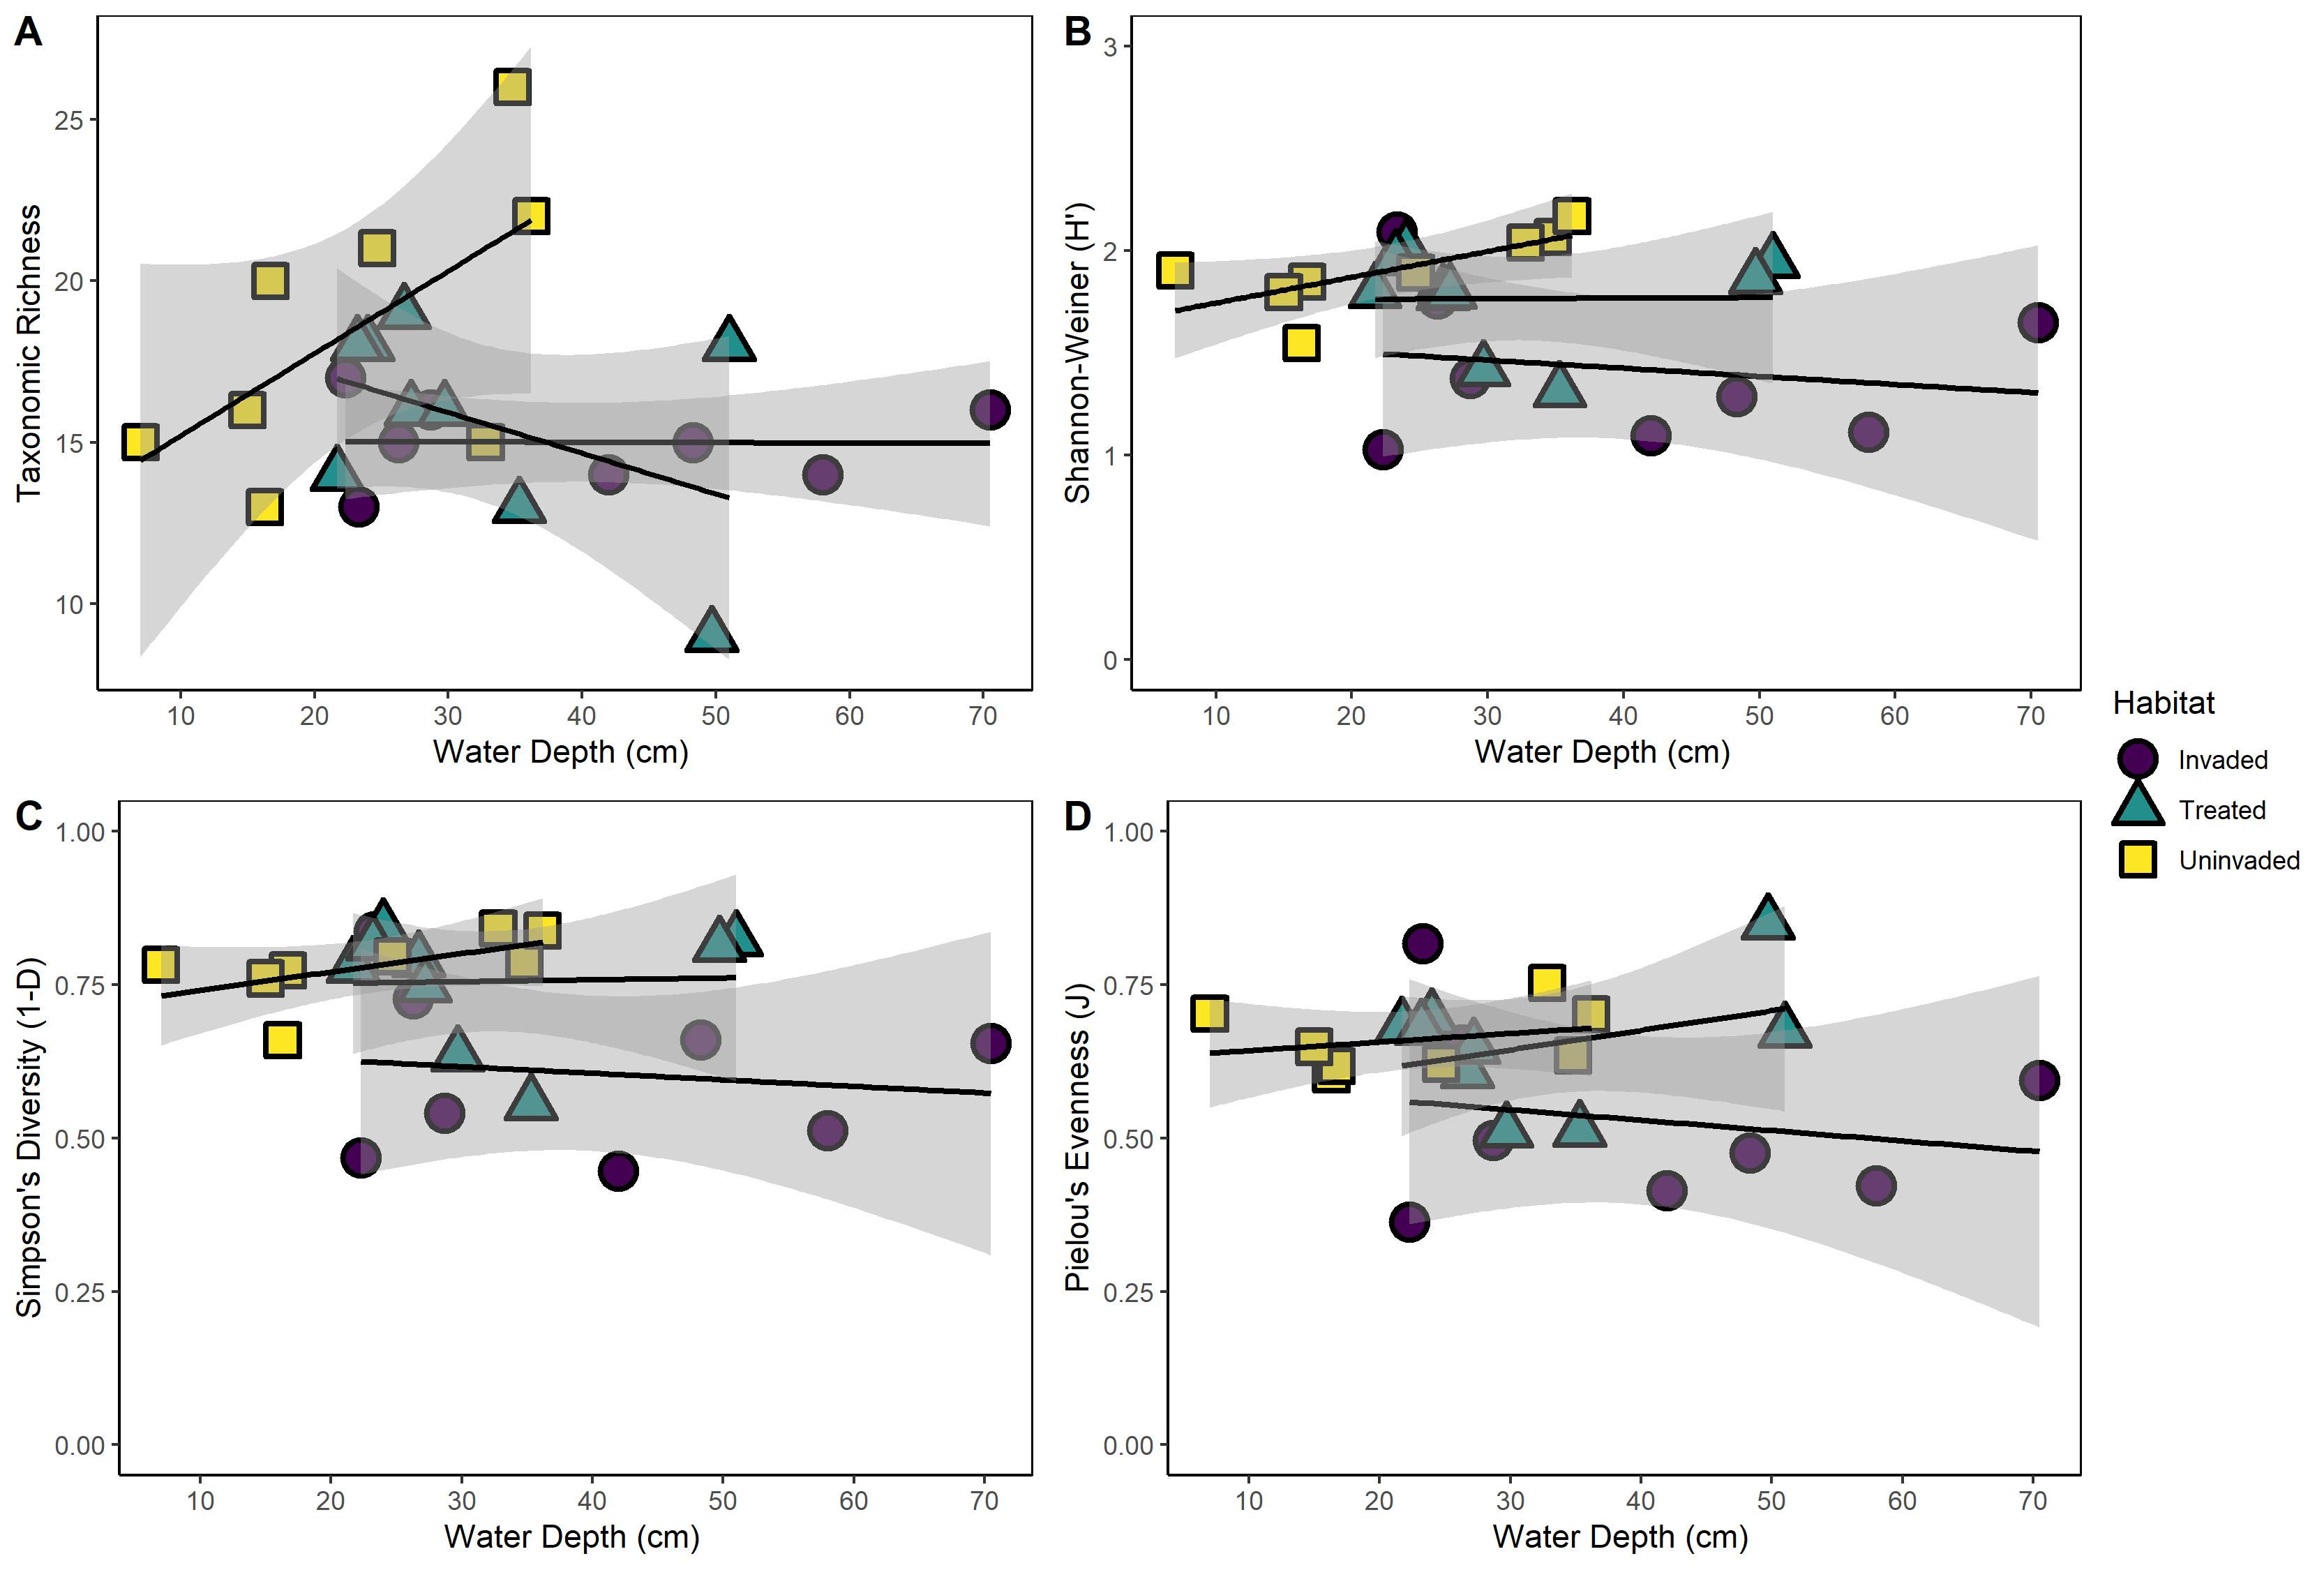 A
Taxonomic Richness
25
20
15
10
10 20 30 40 50 60 70
Water Depth (cm)
B
Shannon-Weiner (H')
3
2
1
0
10 20 30 40 50 60 70
Water Depth (cm)
Habitat
Invaded
Treated
Uninvaded
C
Simpson's Diversity (1-D)
1.00
0.75
0.50
0.25
0.00
10 20 30 40 50 60 70
Water Depth (cm)
D
Pielou's Evenness (J)
1.00
0.75
0.50
0.25
0.00
10 20 30 40 50 60 70
Water Depth (cm)